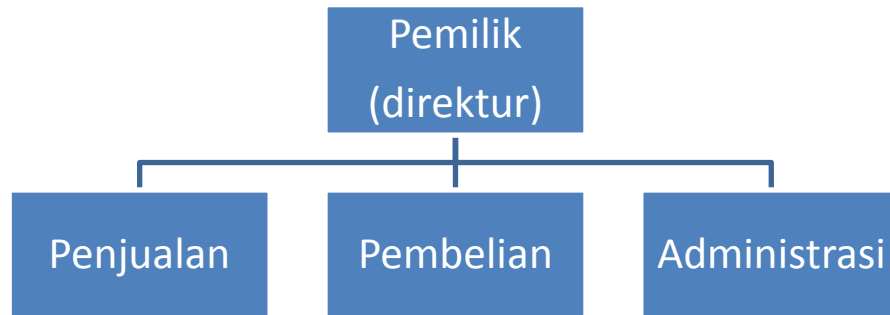 Pemilik
(direktur)
Penjualan
Pembelian
Administrasi